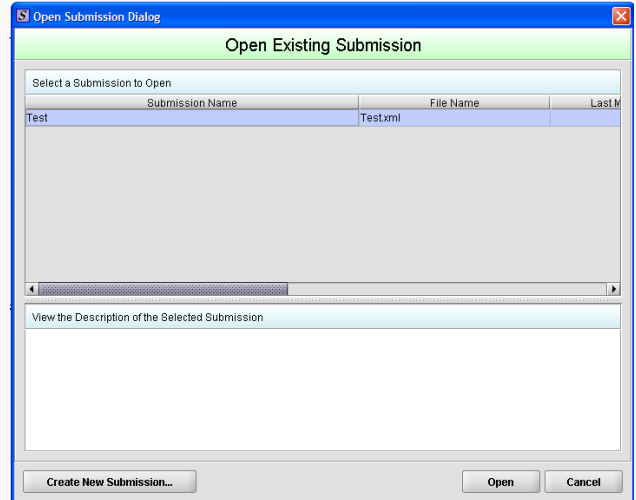 S Open Submission Dialog
Open Existing Submission
Select a Submission to Open
Submission Name File Name Last M
Test Test.xml
View the Description of the Selected Submission
Create New Submission... Open Cancel